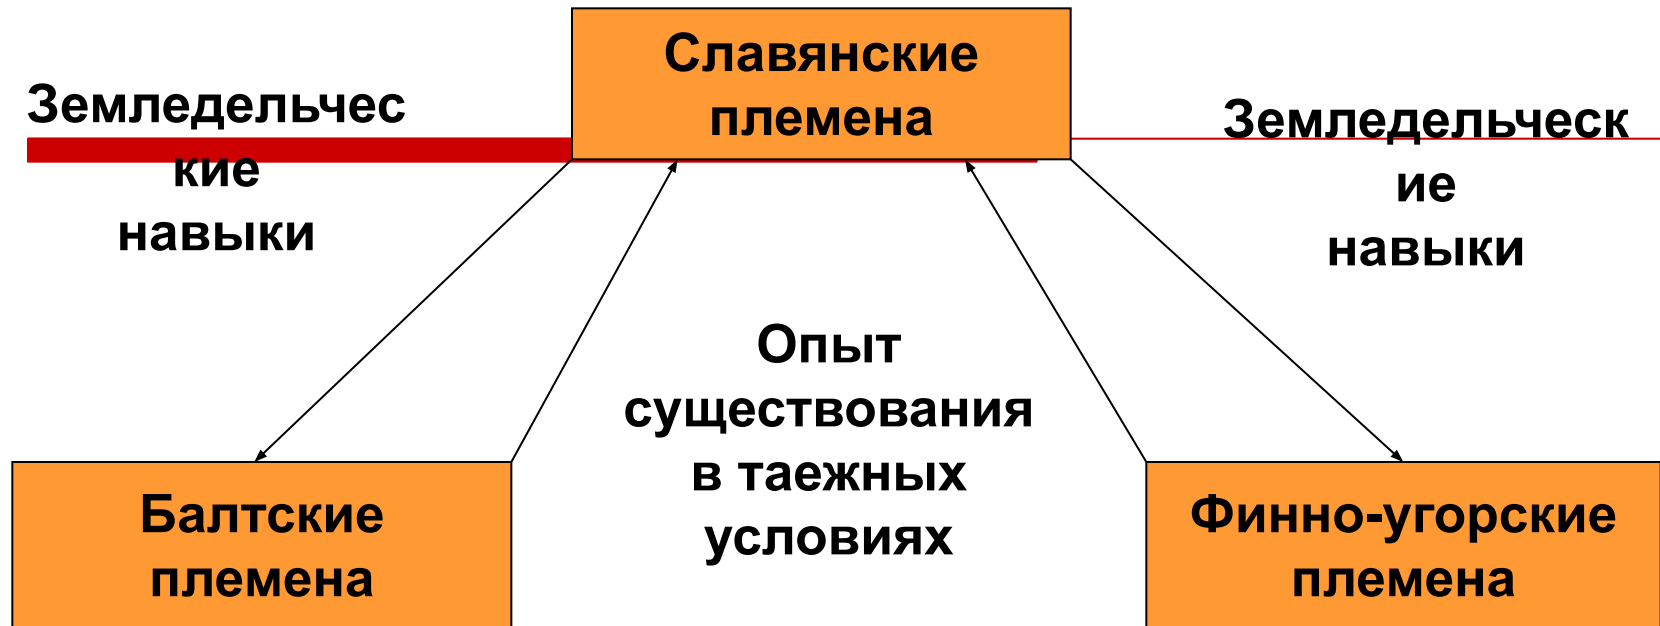 Славянские
племена
Земледельчес
кие
навыки
Земледельческ
ие
навыки
Опыт
существования
в таежных
условиях
Балтские
племена
Финно-угорские
племена